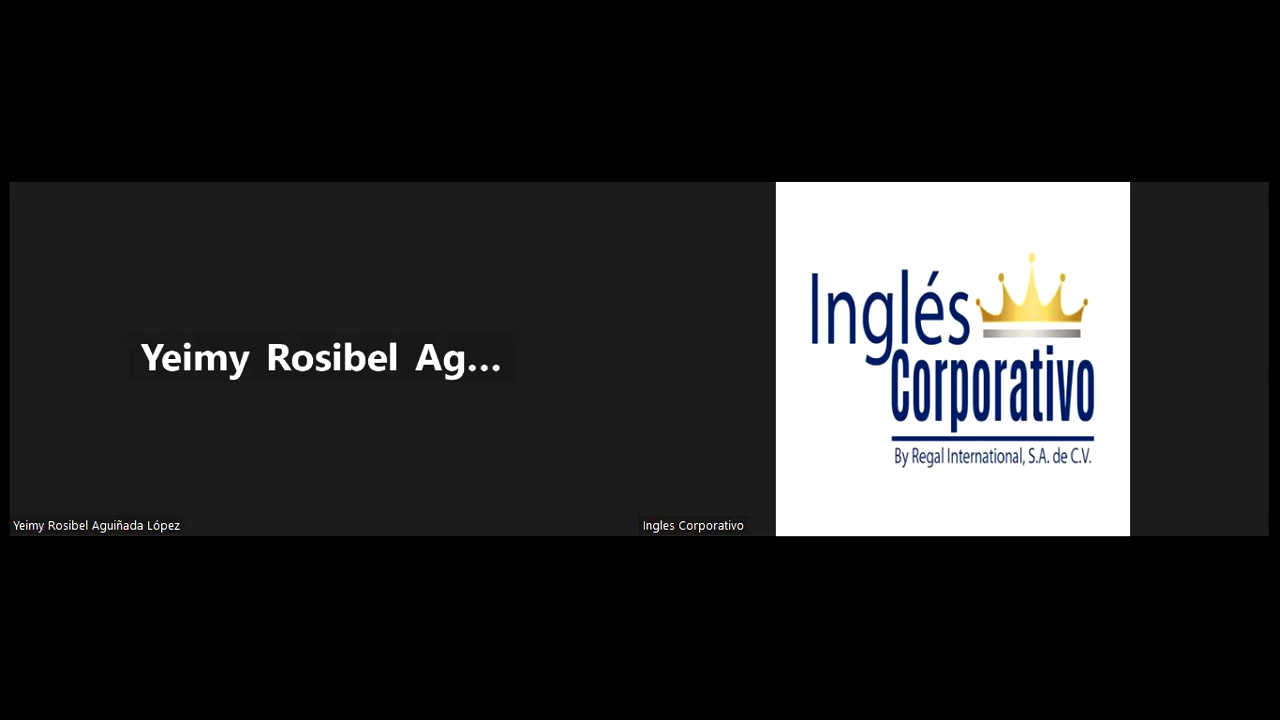 Yeimy Rosibel Ag...
Inglés
Corporativo
By Regal International, S.A. de C.V.
Yeimy Rosibel Aguiñada López
Ingles Corporativo